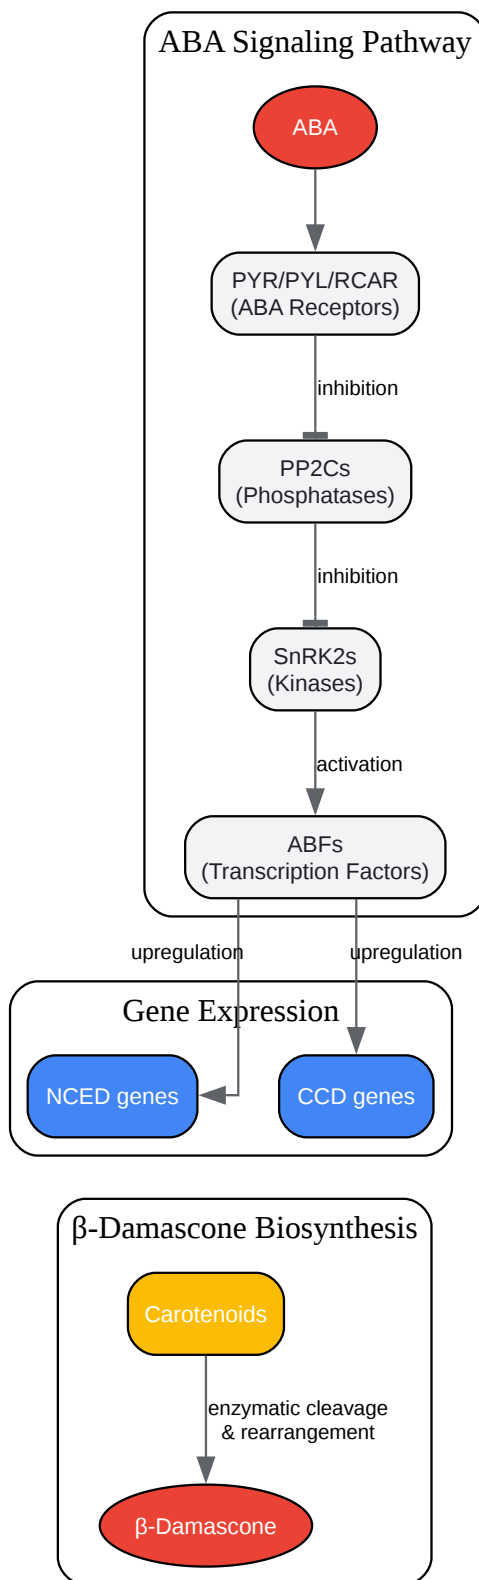 ABA Signaling Pathway
ABA
PYR/PYL/RCAR
(ABA Receptors)
inhibition
PP2Cs
(Phosphatases)
inhibition
SnRK2s
(Kinases)
activation
ABFs
(Transcription Factors)
upregulation
upregulation
Gene Expression
NCED genes
CCD genes
β-Damascone Biosynthesis
Carotenoids
enzymatic cleavage
& rearrangement
β-Damascone